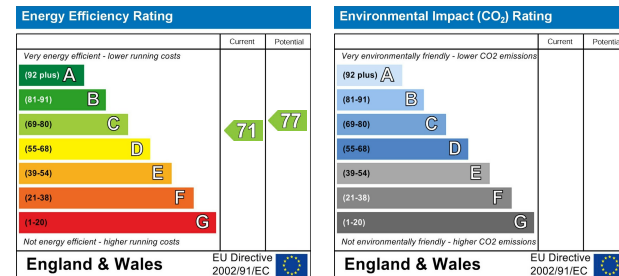 Energy Efficiency Rating
Current Potential
Very energy efficient - lower running costs
(92 plus) A
(81-91) B
(69-80) C
(55-68) D
(39-54) E
(21-38) F
(1-20) G
71
77
Not energy efficient - higher running costs
England & Wales
EU Directive
2002/91/EC
Environmental Impact (CO₂) Rating
Current Potentia
Very environmentally friendly - lower CO2 emissions
(92 plus) A
(81-91) B
(69-80) C
(55-68) D
(39-54) E
(21-38) F
(1-20) G
Not environmentally friendly - higher CO2 emissions
England & Wales
EU Directive
2002/91/EC